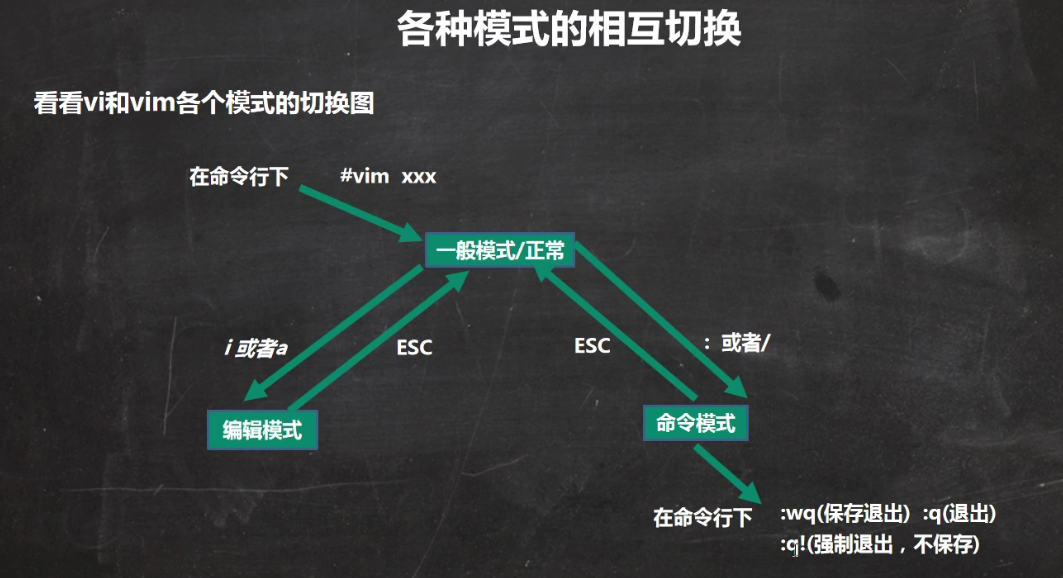 各种模式的相互切换
看看vi和vim各个模式的切换图
在命令行下 #vim xxx
一般模式/正常
i 或者a
ESC
ESC
: 或者/
编辑模式
命令模式
在命令行下
:wq(保存退出) :q(退出)
:q!(强制退出，不保存)